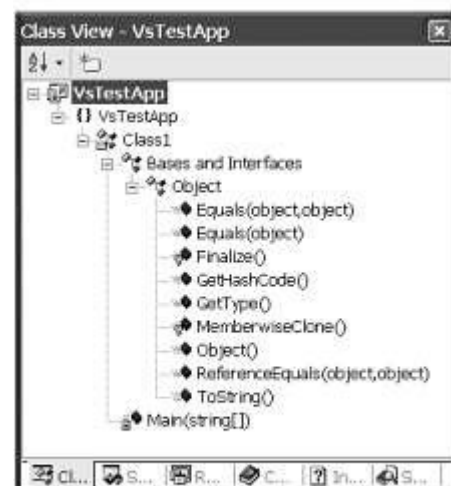 Class View - VsTestApp
VsTestApp
{} VsTestApp
Class1
Bases and Interfaces
Object
Equals(object,object)
Equals(object)
Finalize()
GetHashCode()
GetType()
MemberwiseClone()
Object()
ReferenceEquals(object,object)
ToString()
Main(string[])
Cl... S... R... C... In... S...